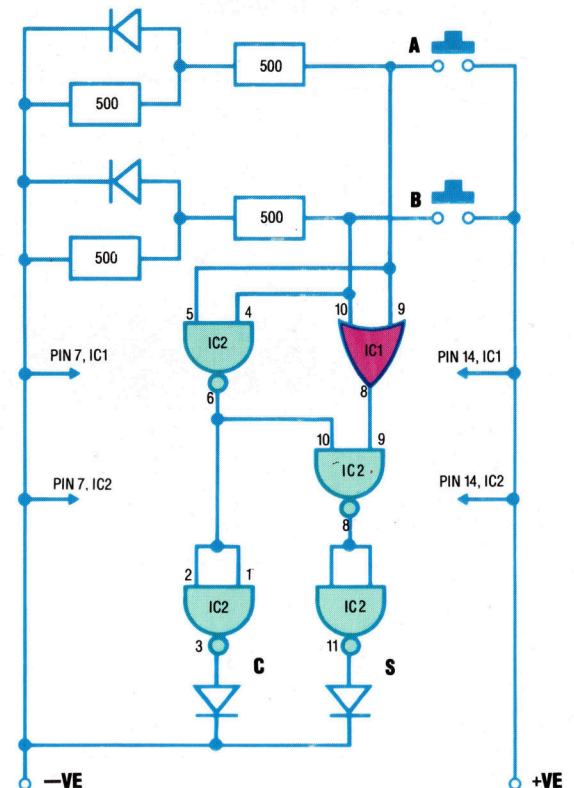 A
500
500
B
500
500
5
4
10
9
IC2
IC1
PIN 7, IC1
PIN 14, IC1
6
8
10
9
IC2
PIN 7, IC2
PIN 14, IC2
8
2
1
IC2
IC2
3
C
11
S
—VE
+VE